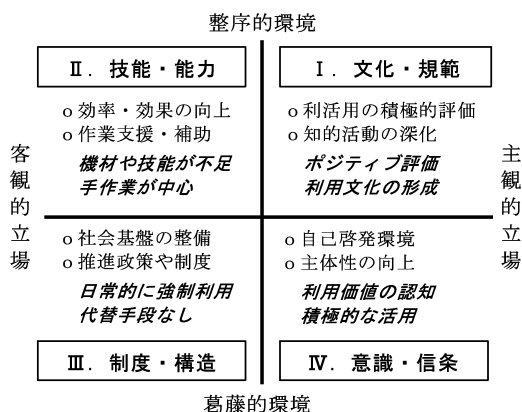 整序的環境
Ⅱ. 技能・能力
o 効率・効果の向上
o 作業支援・補助
機材や技能が不足
手作業が中心
Ⅰ. 文化・規範
o 利活用の積極的評価
o 知的活動の深化
ポジティブ評価
利用文化の形成
客観的立場
主観的立場
o 社会基盤の整備
o 推進政策や制度
日常的に強制利用
代替手段なし
Ⅲ. 制度・構造
o 自己啓発環境
o 主体性の向上
利用価値の認知
積極的な活用
Ⅳ. 意識・信条
葛藤的環境